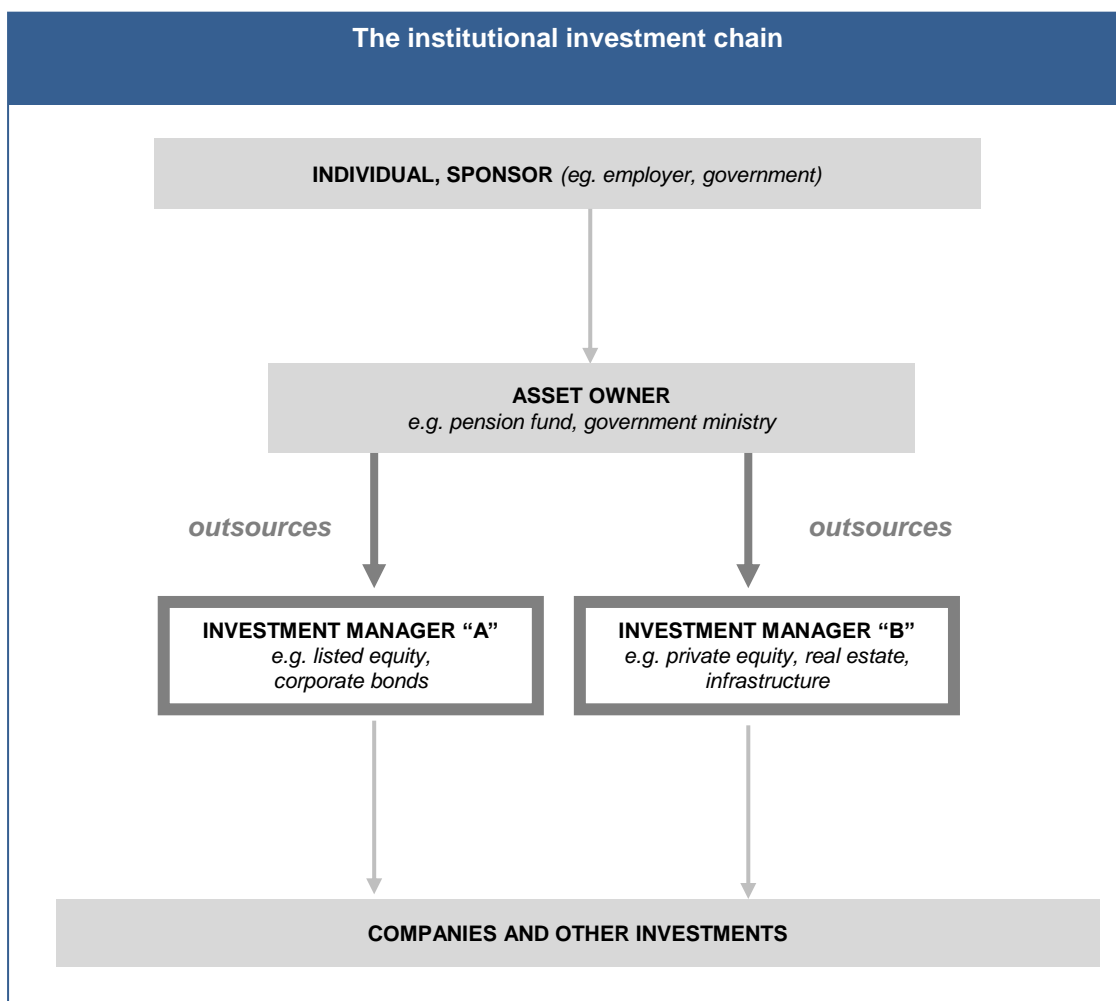 The institutional investment chain
INDIVIDUAL, SPONSOR (eg. employer, government)
ASSET OWNER
e.g. pension fund, government ministry
outsources
outsources
INVESTMENT MANAGER “A”
e.g. listed equity,
corporate bonds
INVESTMENT MANAGER “B”
e.g. private equity, real estate,
infrastructure
COMPANIES AND OTHER INVESTMENTS